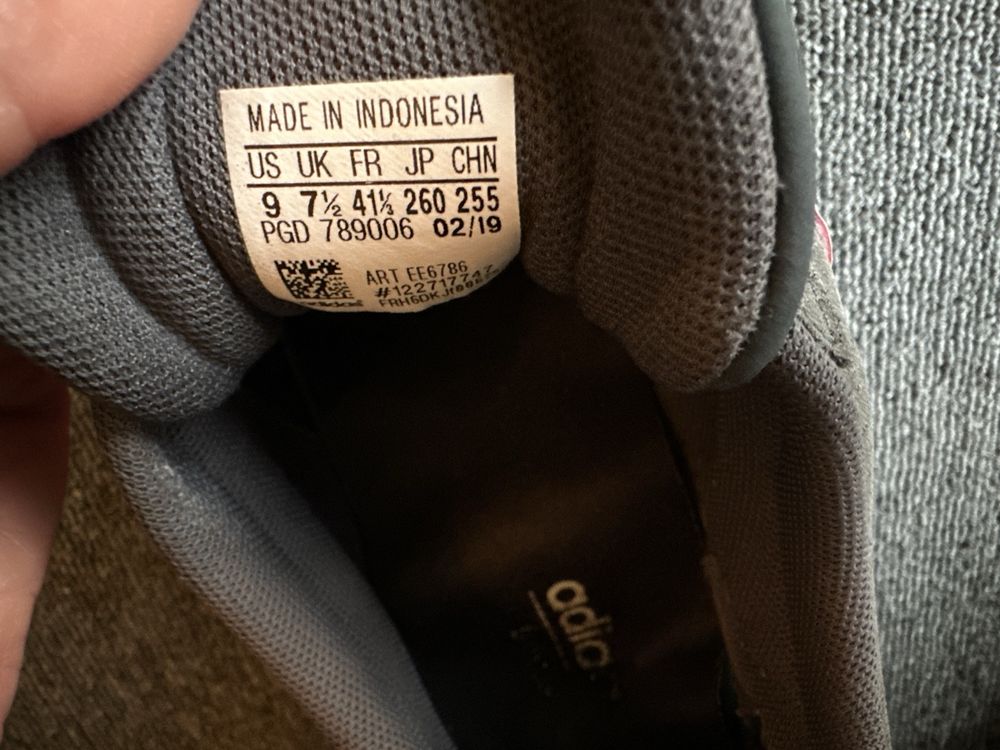 MADE IN INDONESIA
US UK FR JP CHN
9 7½ 41⅓ 260 255
PGD 789006 02/19
ART EE6786
adidas